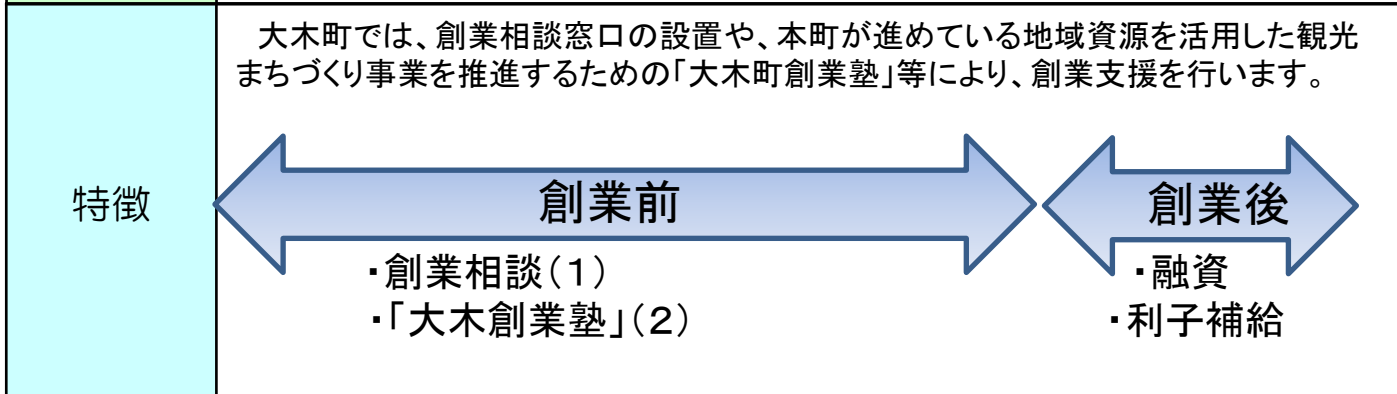 大木町では、創業相談窓口の設置や、本町が進めている地域資源を活用した観光
まちづくり事業を推進するための「大木町創業塾」等により、創業支援を行います。
特徴
創業前
創業後
・創業相談（１）
・「大木創業塾」（２）
・融資
・利子補給